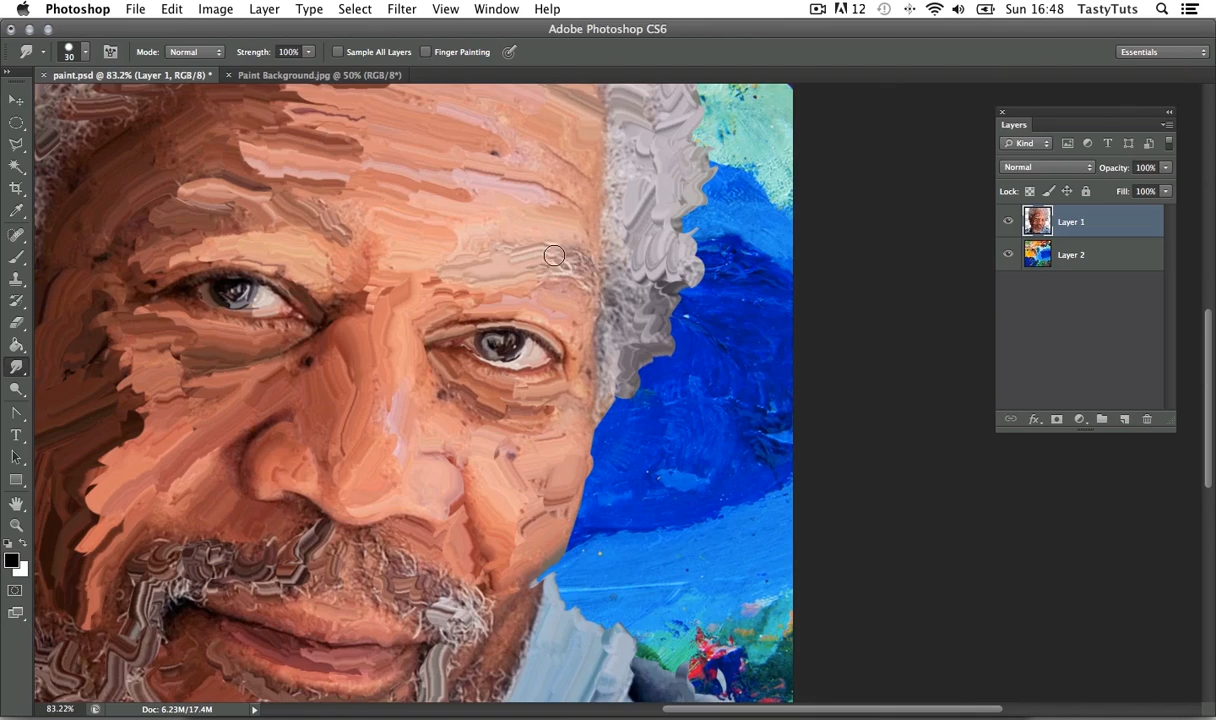 Photoshop File Edit Image Layer Type Select Filter View Window Help 12 Sun 16:48 TastyTuts
Adobe Photoshop CS6
30 Mode: Normal Strength: 100% Sample All Layers Finger Painting Essentials
paint.psd @ 83.2% (Layer 1, RGB/8) * Paint Background.jpg @ 50% (RGB/8*)
Layers
Kind
Normal Opacity: 100%
Lock: Fill: 100%
Layer 1
Layer 2
83.22% Doc: 6.23M/17.4M